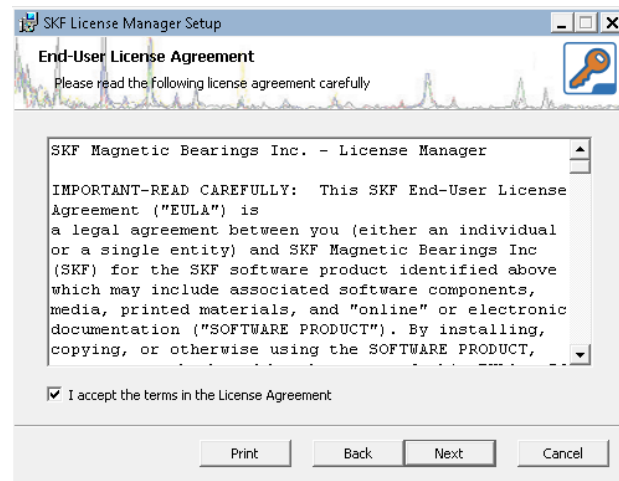 SKF License Manager Setup
End-User License Agreement
Please read the following license agreement carefully
SKF Magnetic Bearings Inc. - License Manager
IMPORTANT-READ CAREFULLY:  This SKF End-User License
Agreement ("EULA") is
a legal agreement between you (either an individual
or a single entity) and SKF Magnetic Bearings Inc
(SKF) for the SKF software product identified above
which may include associated software components,
media, printed materials, and "online" or electronic
documentation ("SOFTWARE PRODUCT"). By installing,
copying, or otherwise using the SOFTWARE PRODUCT,
I accept the terms in the License Agreement
Print Back Next Cancel